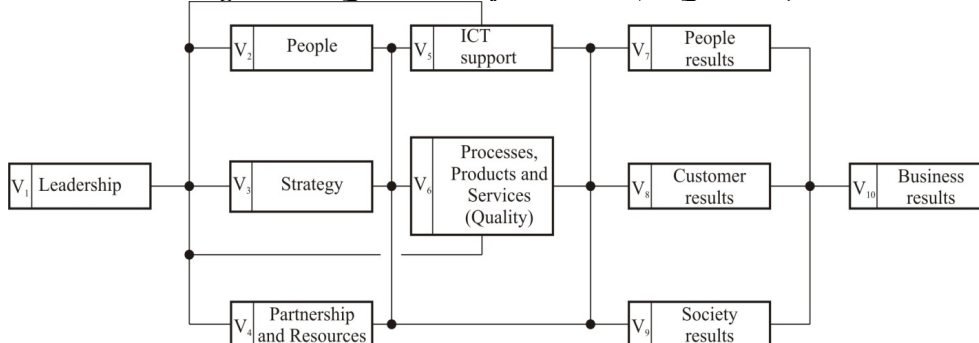 V2 People
V5 ICT
support
V7 People
results
V1 Leadership
V3 Strategy
V6 Processes,
Products and
Services
(Quality)
V8 Customer
results
V10 Business
results
V4 Partnership
and Resources
V9 Society
results